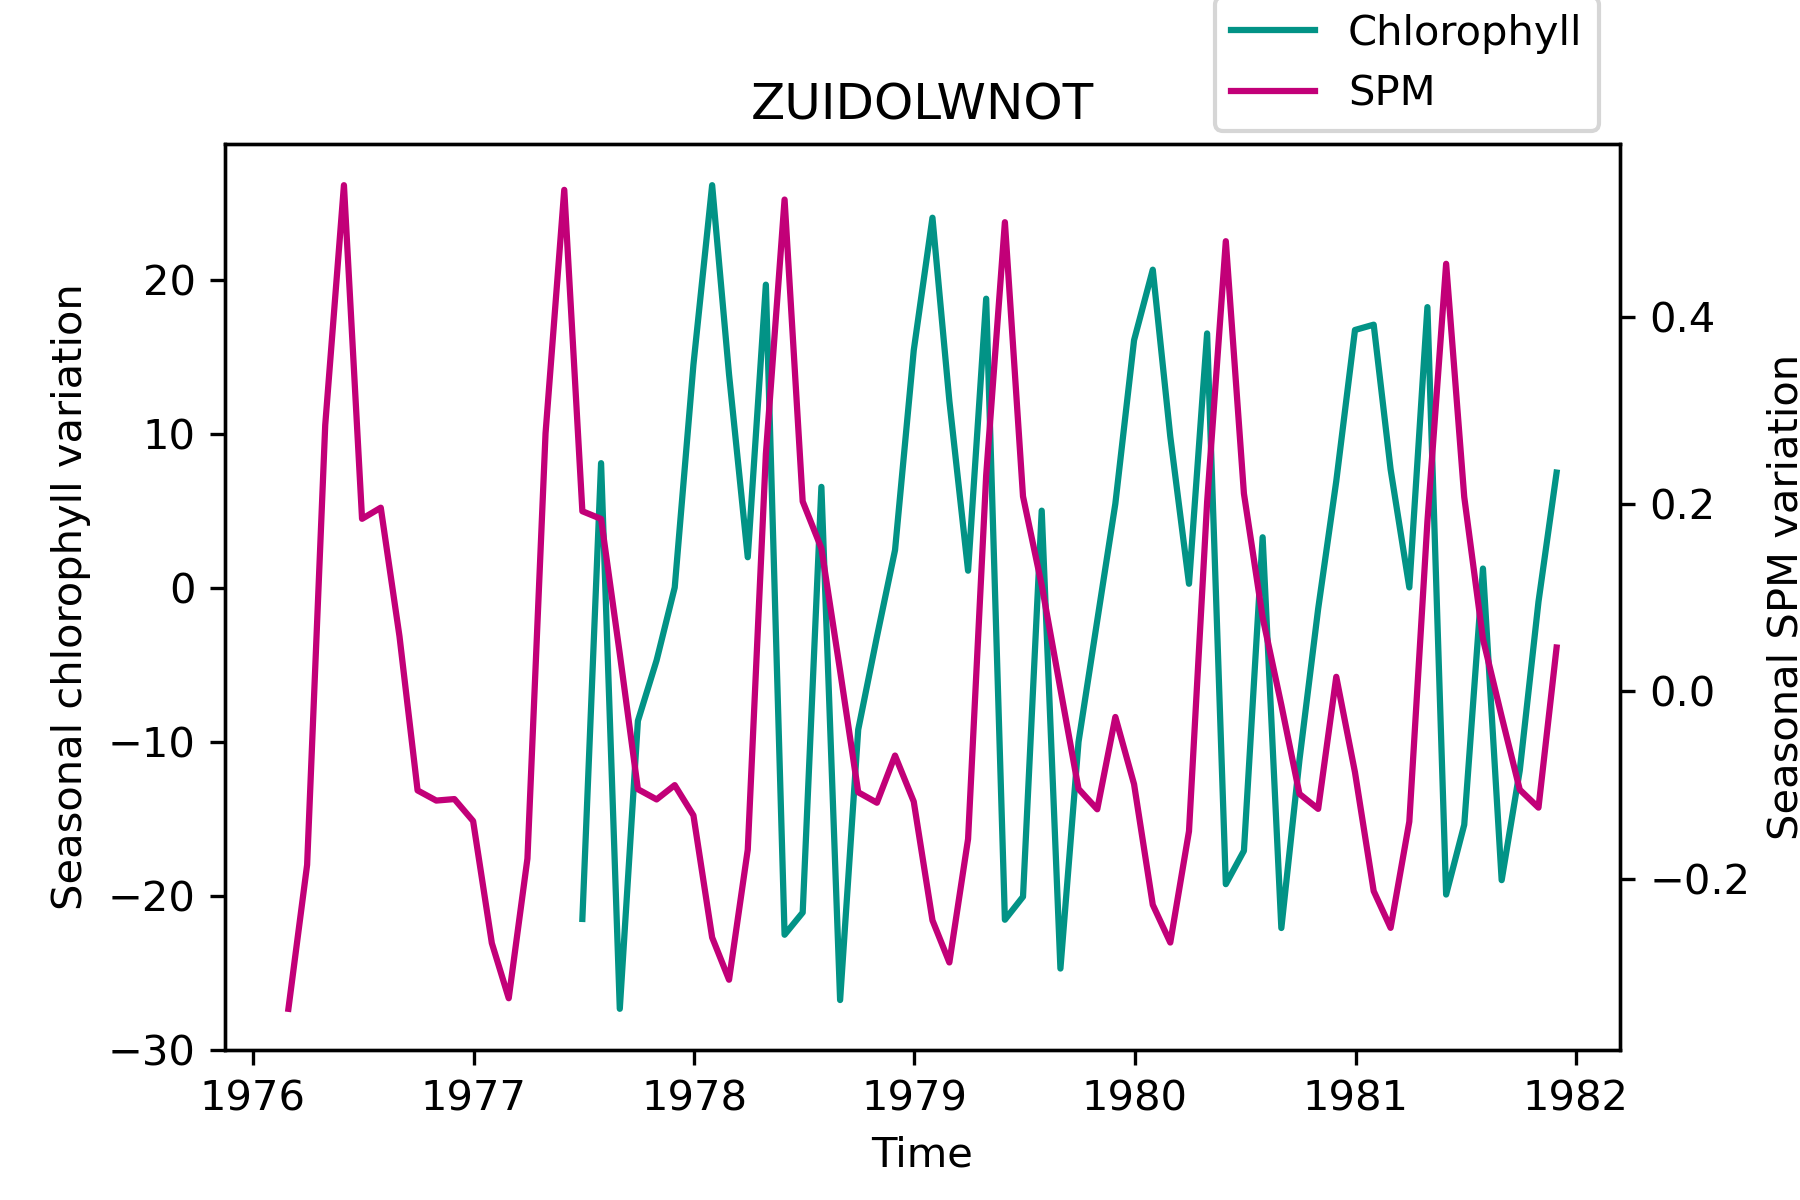 Chlorophyll
SPM
ZUIDOLWNOT
Seasonal chlorophyll variation
20
10
0
−10
−20
−30
0.4
0.2
0.0
−0.2
Seasonal SPM variation
1976 1977 1978 1979 1980 1981 1982
Time